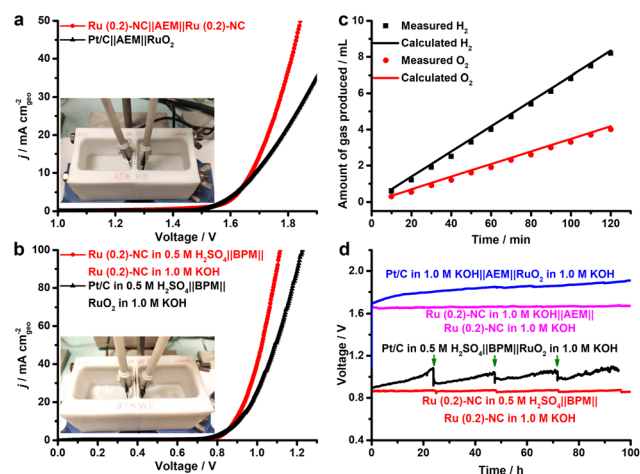 a
Ru (0.2)-NC||AEM||Ru (0.2)-NC
Pt/C||AEM||RuO₂
j / mA cm⁻²geo
50
40
30
20
10
0
1.0 1.2 1.4 1.6 1.8
Voltage / V
c
Measured H₂
Calculated H₂
Measured O₂
Calculated O₂
Amount of gas produced / mL
10
8
6
4
2
0
0 20 40 60 80 100 120
Time / min
b
Ru (0.2)-NC in 0.5 M H₂SO₄||BPM||
Ru (0.2)-NC in 1.0 M KOH
Pt/C in 0.5 M H₂SO₄||BPM||
RuO₂ in 1.0 M KOH
j / mA cm⁻²geo
100
80
60
40
20
0
0.0 0.2 0.4 0.6 0.8 1.0 1.2
Voltage / V
d
Pt/C in 1.0 M KOH||AEM||RuO₂ in 1.0 M KOH
Ru (0.2)-NC in 1.0 M KOH||AEM||
Ru (0.2)-NC in 1.0 M KOH
Pt/C in 0.5 M H₂SO₄||BPM||RuO₂ in 1.0 M KOH
Ru (0.2)-NC in 0.5 M H₂SO₄||BPM||
Ru (0.2)-NC in 1.0 M KOH
Voltage / V
2.0
1.6
1.2
0.8
0.4
0 20 40 60 80 100
Time / h